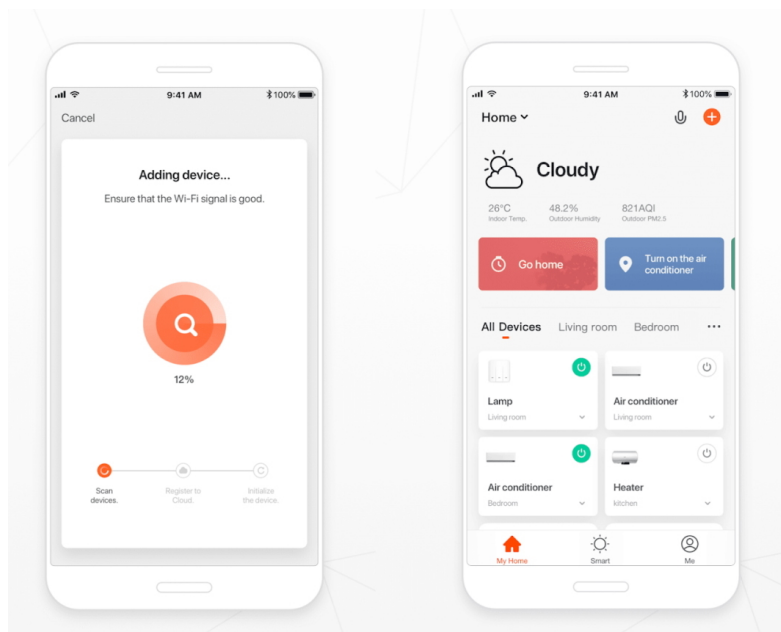 9:41 AM
100%
Cancel
Adding device...
Ensure that the Wi-Fi signal is good.
12%
Scan
devices.
Register to
Cloud.
Initialize
the device.
9:41 AM
100%
Home
Cloudy
26°C
Indoor Temp.
48.2%
Outdoor Humidity
821AQI
Outdoor PM2.5
Go home
Turn on the air
conditioner
All Devices
Living room
Bedroom
...
Lamp
Living room
Air conditioner
Living room
Air conditioner
Bedroom
Heater
kitchen
My Home
Smart
Me